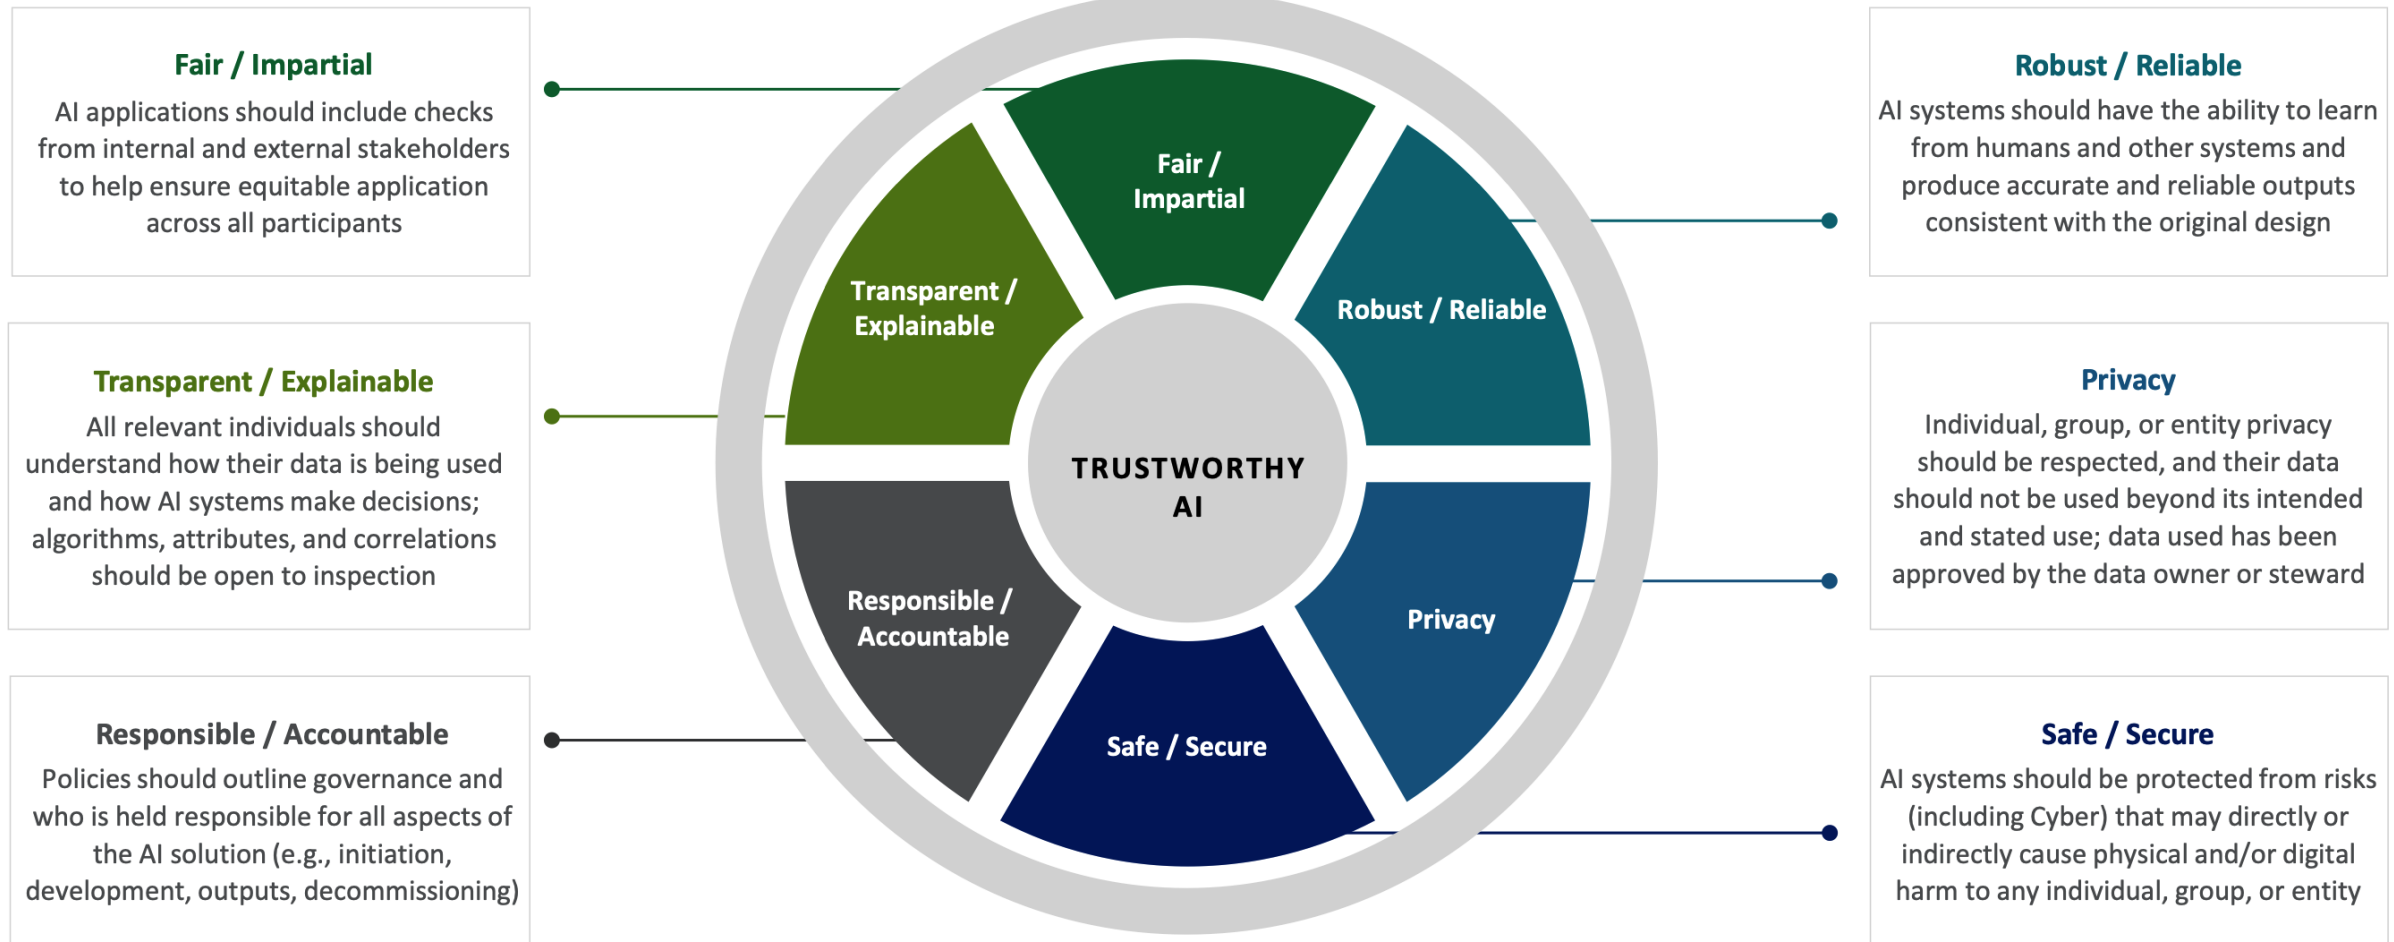 Fair / Impartial
AI applications should include checks
from internal and external stakeholders
to help ensure equitable application
across all participants
Transparent / Explainable
All relevant individuals should
understand how their data is being used
and how AI systems make decisions;
algorithms, attributes, and correlations
should be open to inspection
Responsible / Accountable
Policies should outline governance and
who is held responsible for all aspects of
the AI solution (e.g., initiation,
development, outputs, decommissioning)
Fair /
Impartial
Transparent /
Explainable
Robust / Reliable
TRUSTWORTHY
AI
Responsible /
Accountable
Privacy
Safe / Secure
Robust / Reliable
AI systems should have the ability to learn
from humans and other systems and
produce accurate and reliable outputs
consistent with the original design
Privacy
Individual, group, or entity privacy
should be respected, and their data
should not be used beyond its intended
and stated use; data used has been
approved by the data owner or steward
Safe / Secure
AI systems should be protected from risks
(including Cyber) that may directly or
indirectly cause physical and/or digital
harm to any individual, group, or entity